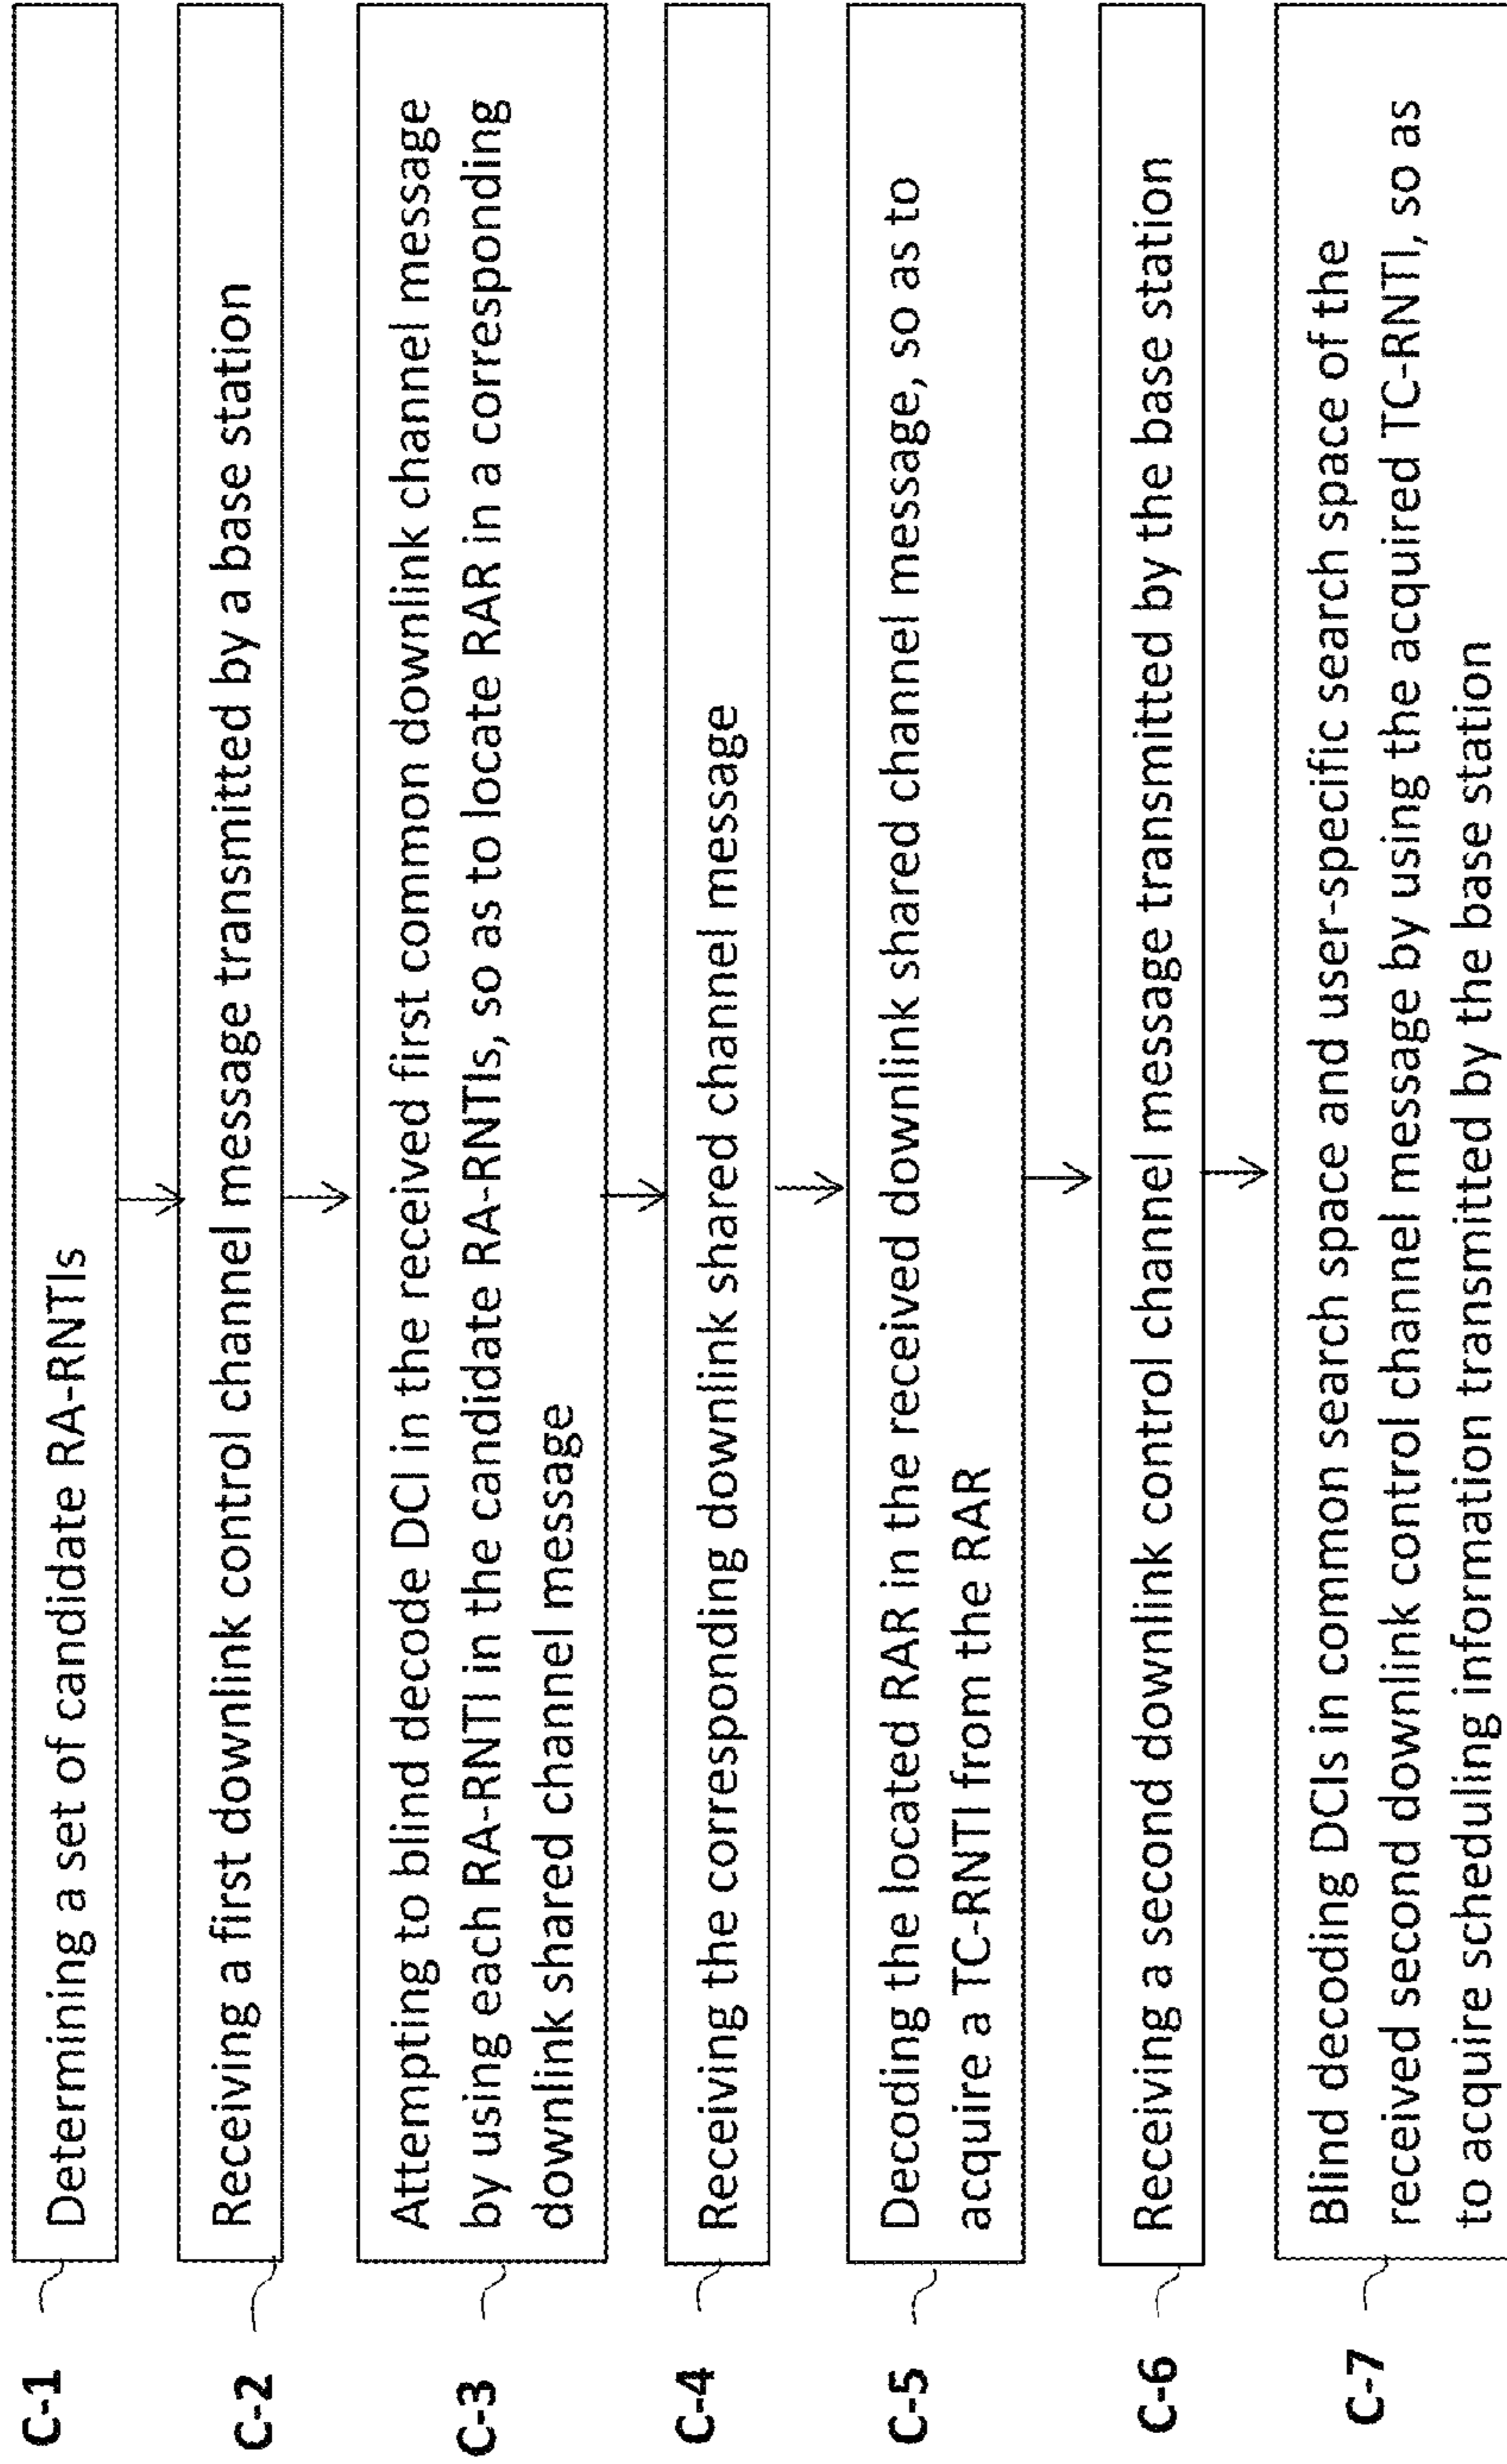 C-1
Determining a set of candidate RA-RNTIs
C-2
Receiving a first downlink control channel message transmitted by a base station
C-3
Attempting to blind decode DCI in the received first common downlink channel message
by using each RA-RNTI in the candidate RA-RNTIs, so as to locate RAR in a corresponding
downlink shared channel message
C-4
Receiving the corresponding downlink shared channel message
C-5
Decoding the located RAR in the received downlink shared channel message, so as to
acquire a TC-RNTI from the RAR
C-6
Receiving a second downlink control channel message transmitted by the base station
C-7
Blind decoding DCIs in common search space and user-specific search space of the
received second downlink control channel message by using the acquired TC-RNTI, so as
to acquire scheduling information transmitted by the base station